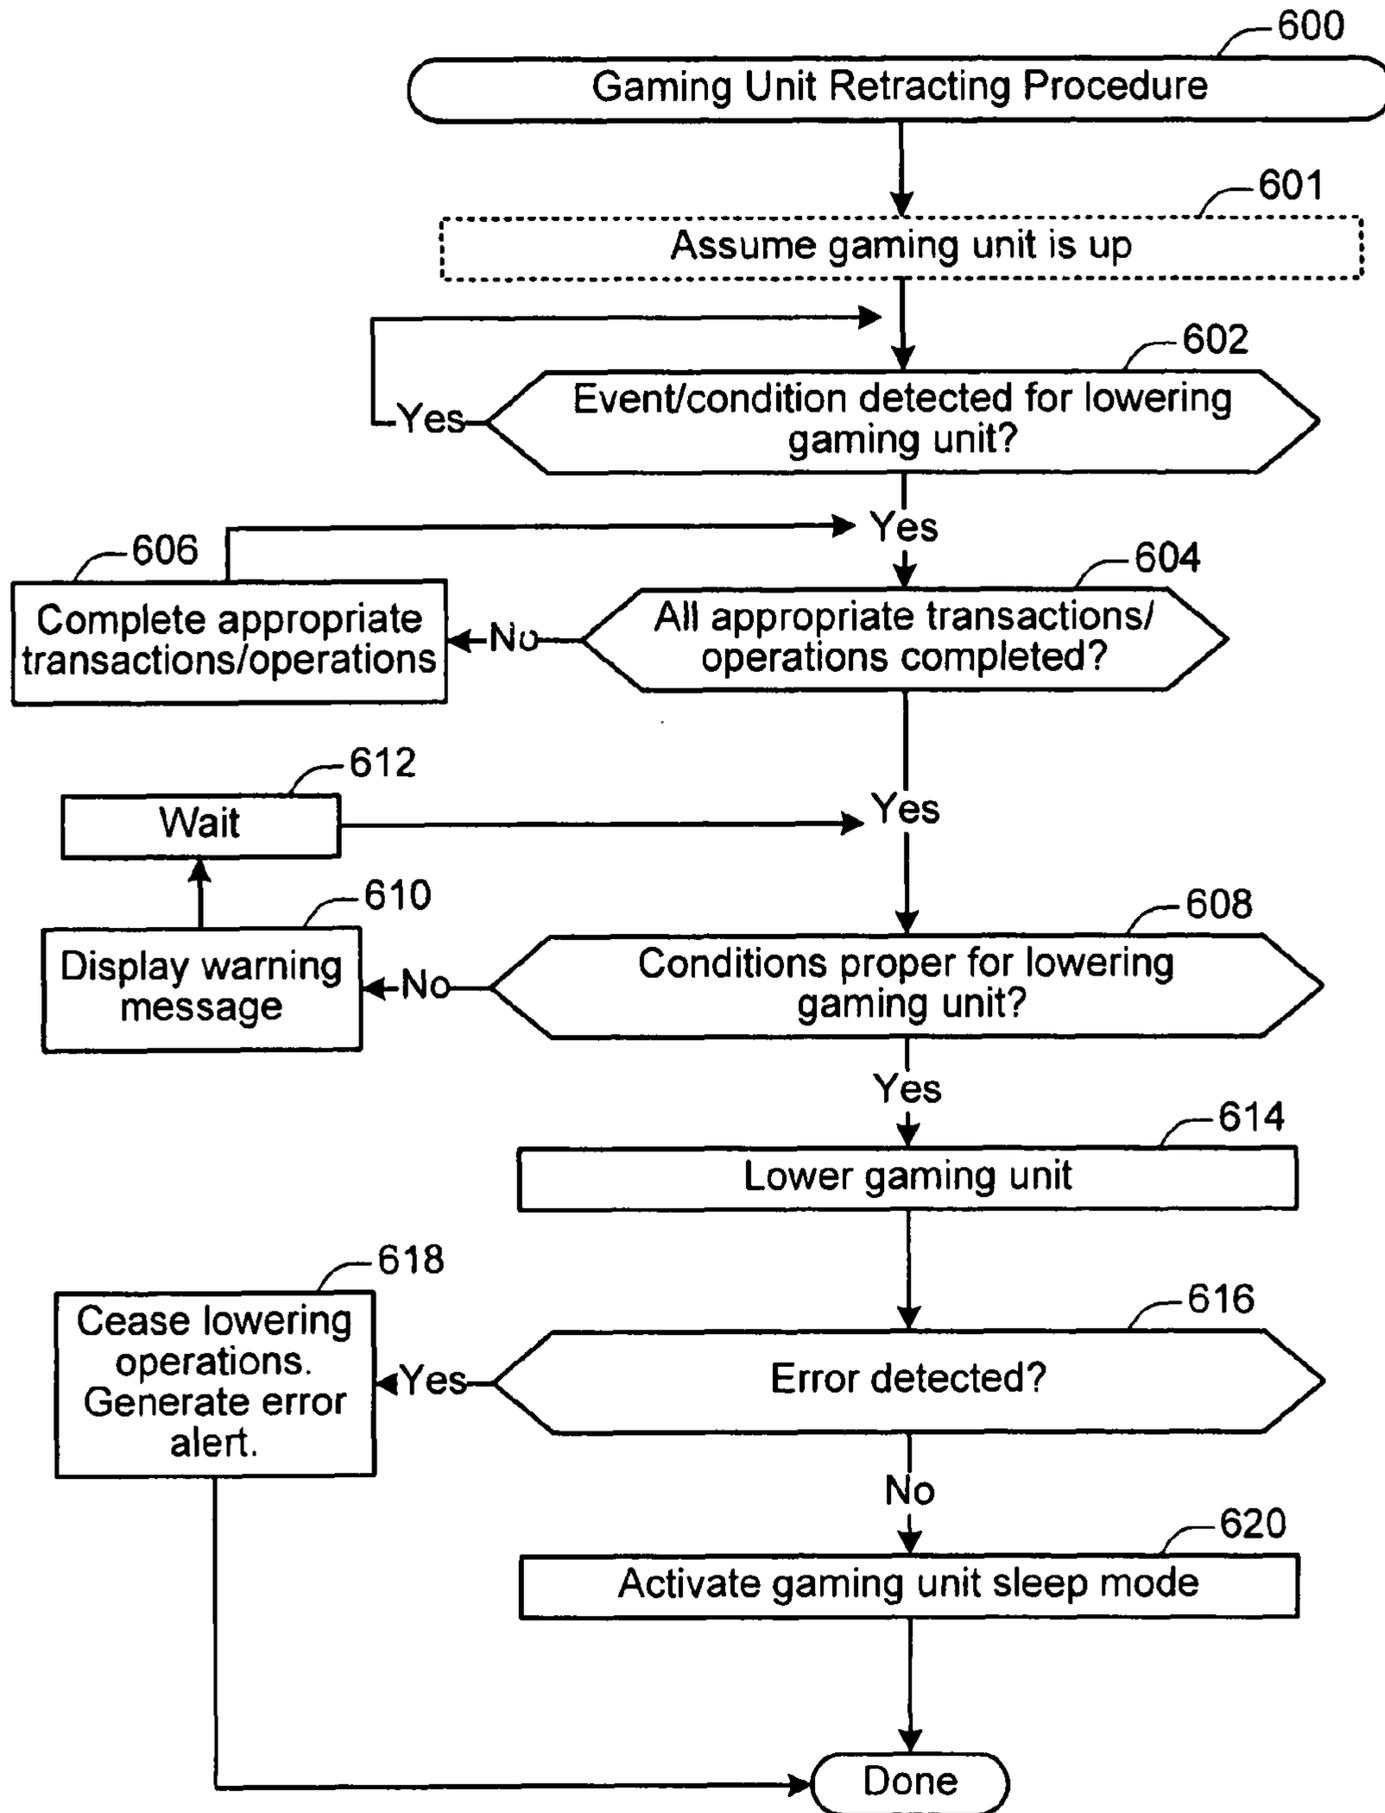 600
Gaming Unit Retracting Procedure
601
Assume gaming unit is up
602
Event/condition detected for lowering
gaming unit?
Yes
Yes
606
Complete appropriate
transactions/operations
604
All appropriate transactions/
operations completed?
No
612
Wait
Yes
610
Display warning
message
608
Conditions proper for lowering
gaming unit?
No
Yes
614
Lower gaming unit
618
Cease lowering
operations.
Generate error
alert.
616
Error detected?
Yes
No
620
Activate gaming unit sleep mode
Done